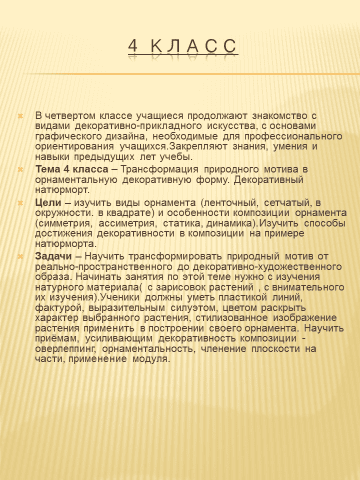 4 КЛАСС
В четвертом классе учащиеся продолжают знакомство с
видами декоративно-прикладного искусства, с основами
графического дизайна, необходимые для профессионального
ориентирования учащихся.Закрепляют знания, умения и
навыки предыдущих лет учебы.
Тема 4 класса – Трансформация природного мотива в
орнаментальную декоративную форму. Декоративный
натюрморт.
Цели – изучить виды орнамента (ленточный, сетчатый, в
окружности. в квадрате) и особенности композиции орнамента
(симметрия, ассиметрия, статика, динамика).Изучить способы
достижения декоративности в композиции на примере
натюрморта.
Задачи – Научить трансформировать природный мотив от
реально-пространственного до декоративно-художественного
образа. Начинать занятия по этой теме нужно с изучения
натурного материала( с зарисовок растений , с внимательного
их изучения).Ученики должны уметь пластикой линий,
фактурой, выразительным силуэтом, цветом раскрыть
характер выбранного растения, стилизованное изображение
растения применить в построении своего орнамента. Научить
приёмам, усиливающим декоративность композиции -
оверлеппинг, орнаментальность, членение плоскости на
части, применение модуля.